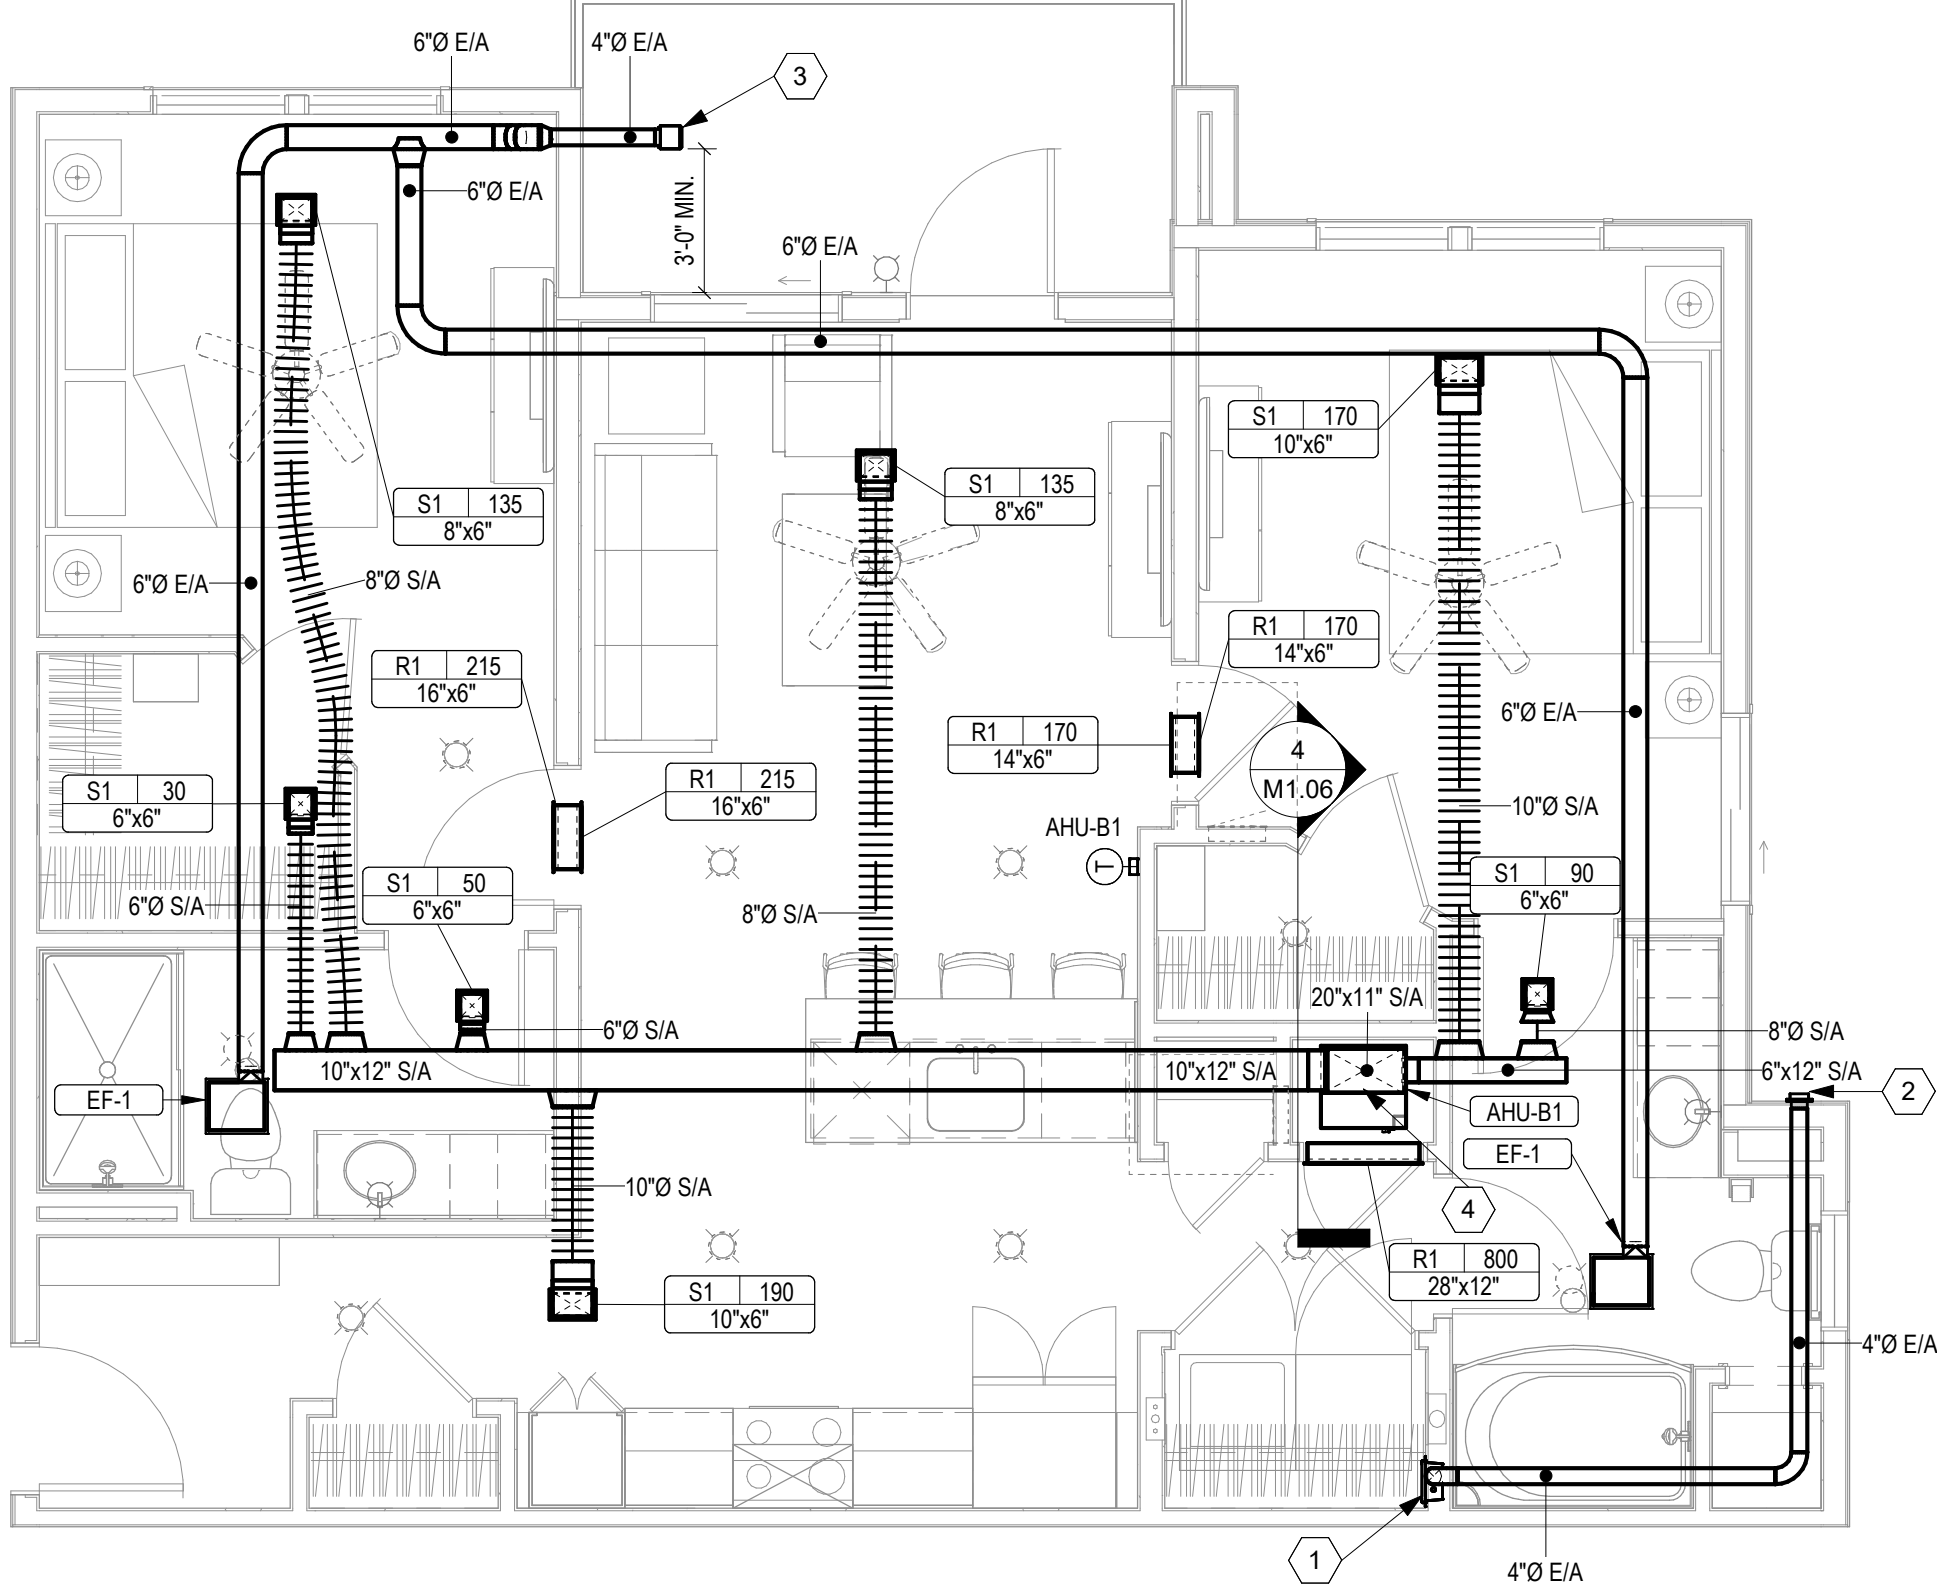 6"Ø E/A
4"Ø E/A
3
6"Ø E/A
3'-0" MIN.
6"Ø E/A
S1 170
10"x6"
S1 135
8"x6"
S1 135
8"x6"
6"Ø E/A
8"Ø S/A
R1 170
14"x6"
R1 215
16"x6"
6"Ø E/A
R1 170
14"x6"
4
M1.06
R1 215
16"x6"
S1 30
6"x6"
10"Ø S/A
AHU-B1
T
S1 50
6"x6"
S1 90
6"x6"
6"Ø S/A
8"Ø S/A
20"x11" S/A
6"Ø S/A
8"Ø S/A
10"x12" S/A
10"x12" S/A
6"x12" S/A
2
EF-1
AHU-B1
EF-1
10"Ø S/A
4
R1 800
28"x12"
S1 190
10"x6"
4"Ø E/A
1
4"Ø E/A